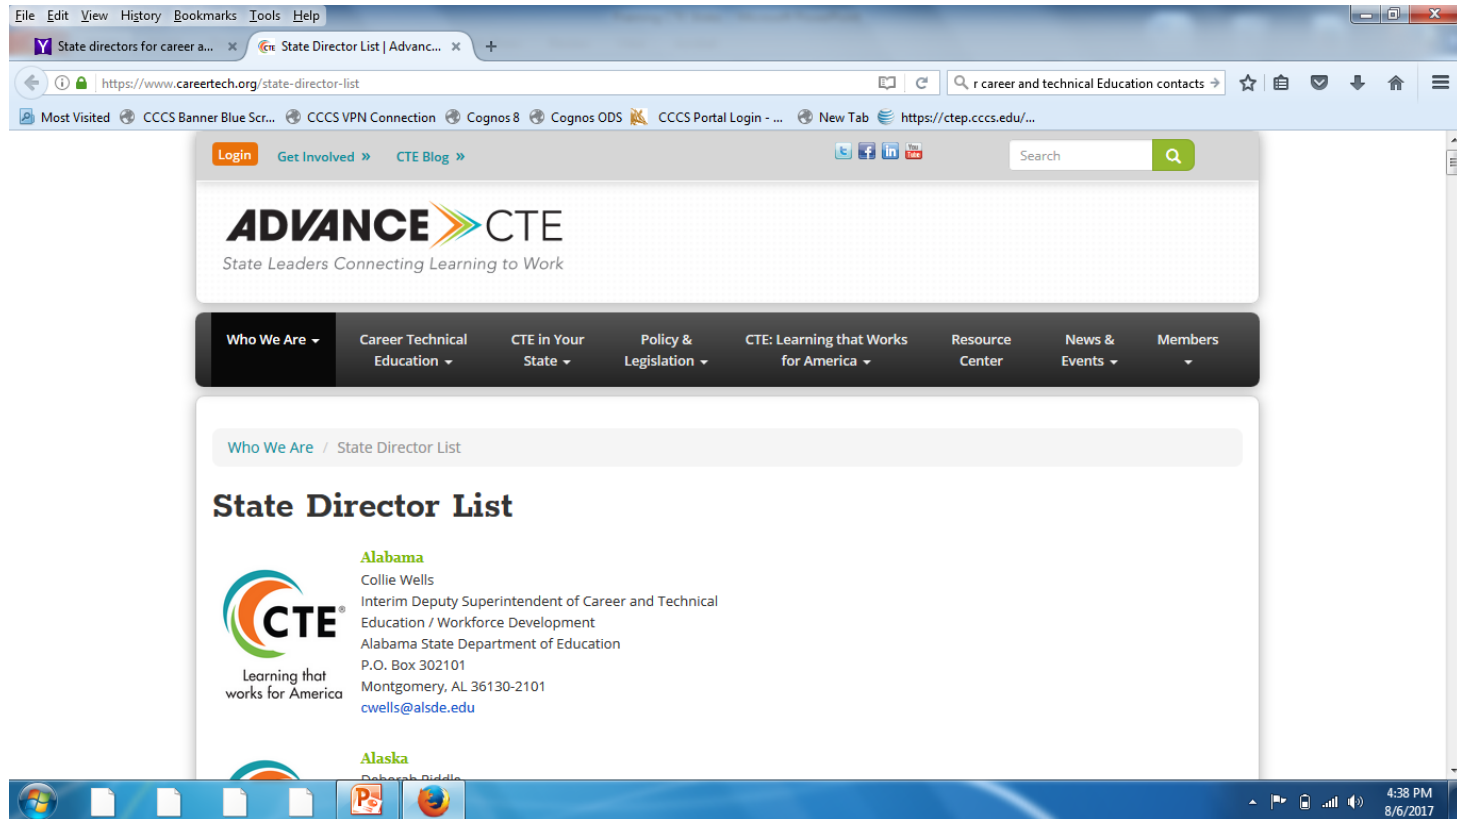 File Edit View History Bookmarks Tools Help
State directors for career a... × State Director List | Advanc... × +
https://www.careertech.org/state-director-list r career and technical Education contacts
Most Visited CCCS Banner Blue Scr... CCCS VPN Connection Cognos 8 Cognos ODS CCCS Portal Login - ... New Tab https://ctep.cccs.edu/...
Login Get Involved » CTE Blog » Search
ADVANCE CTE
State Leaders Connecting Learning to Work
Who We Are Career Technical Education CTE in Your State Policy & Legislation CTE: Learning that Works for America Resource Center News & Events Members
Who We Are / State Director List
State Director List
CTE®
Learning that
works for America
Alabama
Collie Wells
Interim Deputy Superintendent of Career and Technical
Education / Workforce Development
Alabama State Department of Education
P.O. Box 302101
Montgomery, AL 36130-2101
cwells@alsde.edu
Alaska
Deborah Riddle
4:38 PM
8/6/2017